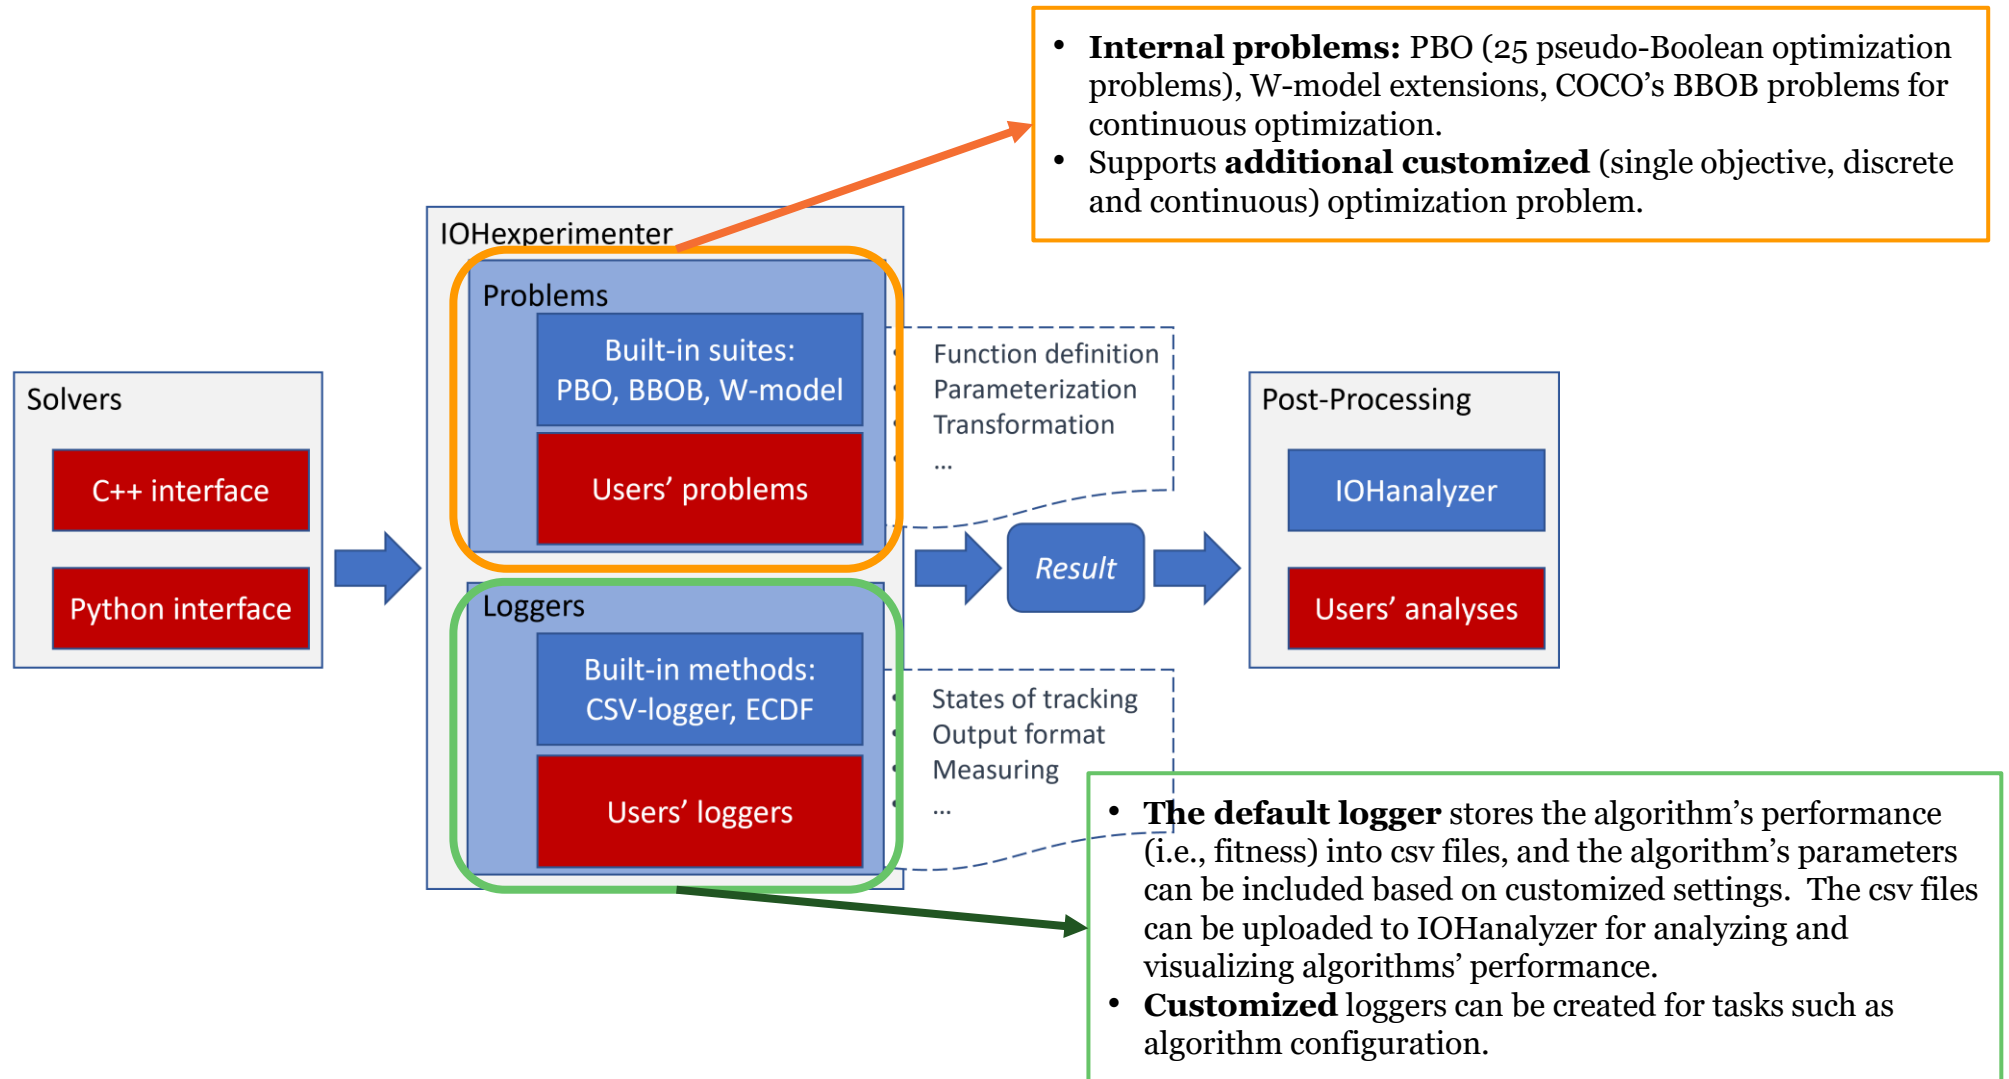 • Internal problems: PBO (25 pseudo-Boolean optimization
problems), W-model extensions, COCO’s BBOB problems for
continuous optimization.
• Supports additional customized (single objective, discrete
and continuous) optimization problem.
Solvers
C++ interface
Python interface
IOHexperimenter
Problems
Built-in suites:
PBO, BBOB, W-model
Users’ problems
• Function definition
• Parameterization
• Transformation
• ...
Loggers
Built-in methods:
CSV-logger, ECDF
Users’ loggers
• States of tracking
• Output format
• Measuring
• ...
Result
Post-Processing
IOHanalyzer
Users’ analyses
• The default logger stores the algorithm’s performance
(i.e., fitness) into csv files, and the algorithm’s parameters
can be included based on customized settings.  The csv files
can be uploaded to IOHanalyzer for analyzing and
visualizing algorithms’ performance.
• Customized loggers can be created for tasks such as
algorithm configuration.